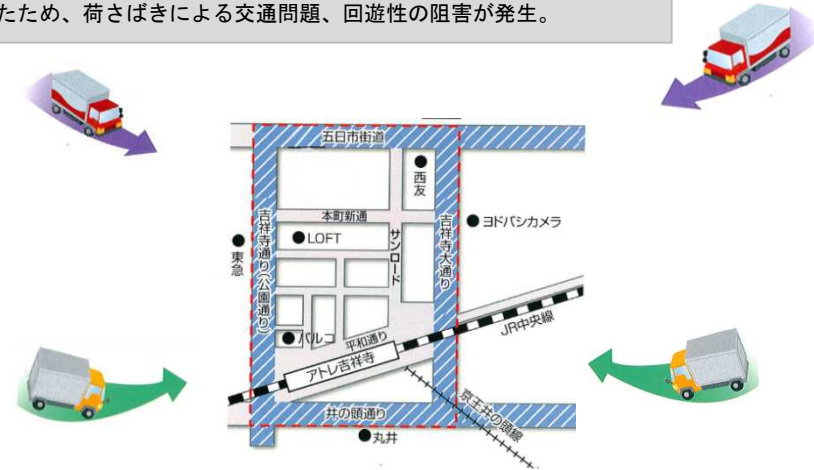 たため、荷さばきによる交通問題、回遊性の阻害が発生。
五日市街道
西友
本町新通
ヨドバシカメラ
LOFT
サンロード
吉祥寺大通り
吉祥寺通り(公園通り)
東急
パルコ
平和通り
JR中央線
アトレ吉祥寺
井の頭通り
京王井の頭線
丸井